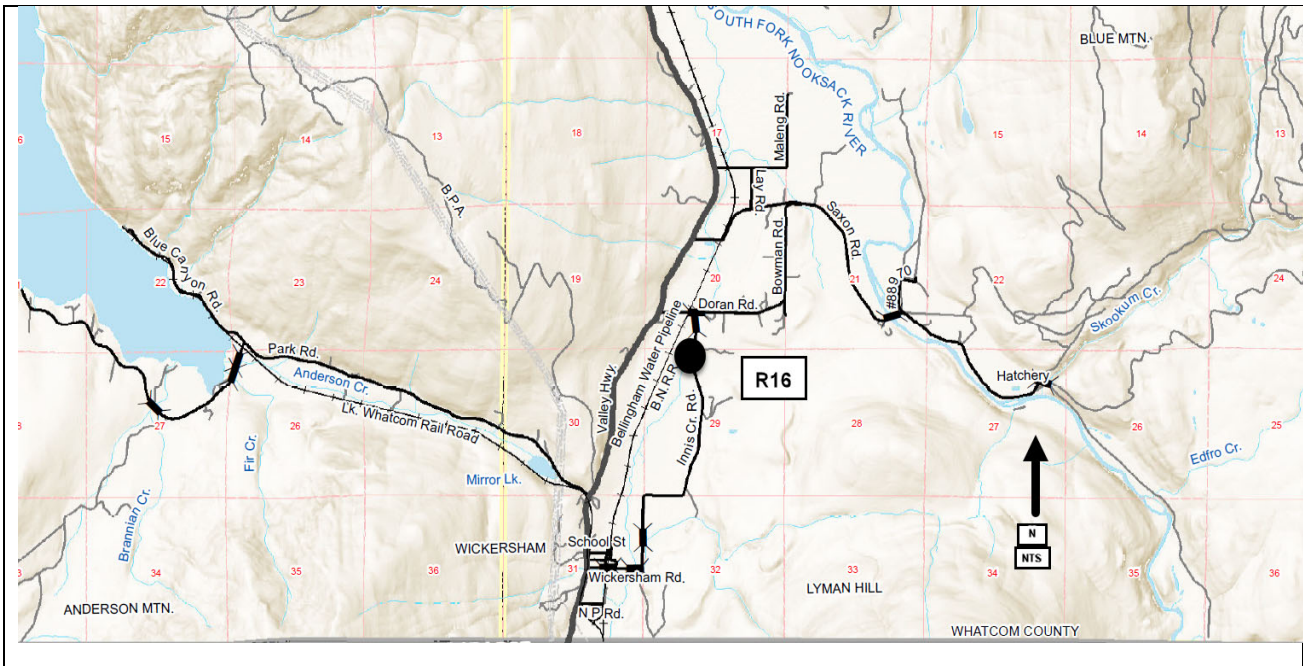 SOUTH FORK NOOKSACK RIVER
BLUE MTN.
15
14
13
18
17
15
14
13
Maleng Rd.
B.P.A.
Lay Rd.
Saxon Rd.
Blue Canyon Rd.
22
23
24
19
20
Bowman Rd.
21
22
24
#889
70
Skookum Cr.
Doran Rd.
Park Rd.
Anderson Cr.
Lk. Whatcom Rail Road
Valley Hwy.
Bellingham Water Pipeline
B.N.R.R.
R16
Hatchery
Innis Cr. Rd.
27
26
30
29
28
27
26
25
Fir Cr.
Mirror Lk.
Edfro Cr.
Brannian Cr.
N
NTS
WICKERSHAM
School St
34
35
36
31
Wickersham Rd.
32
33
34
35
36
LYMAN HILL
ANDERSON MTN.
N P Rd.
WHATCOM COUNTY